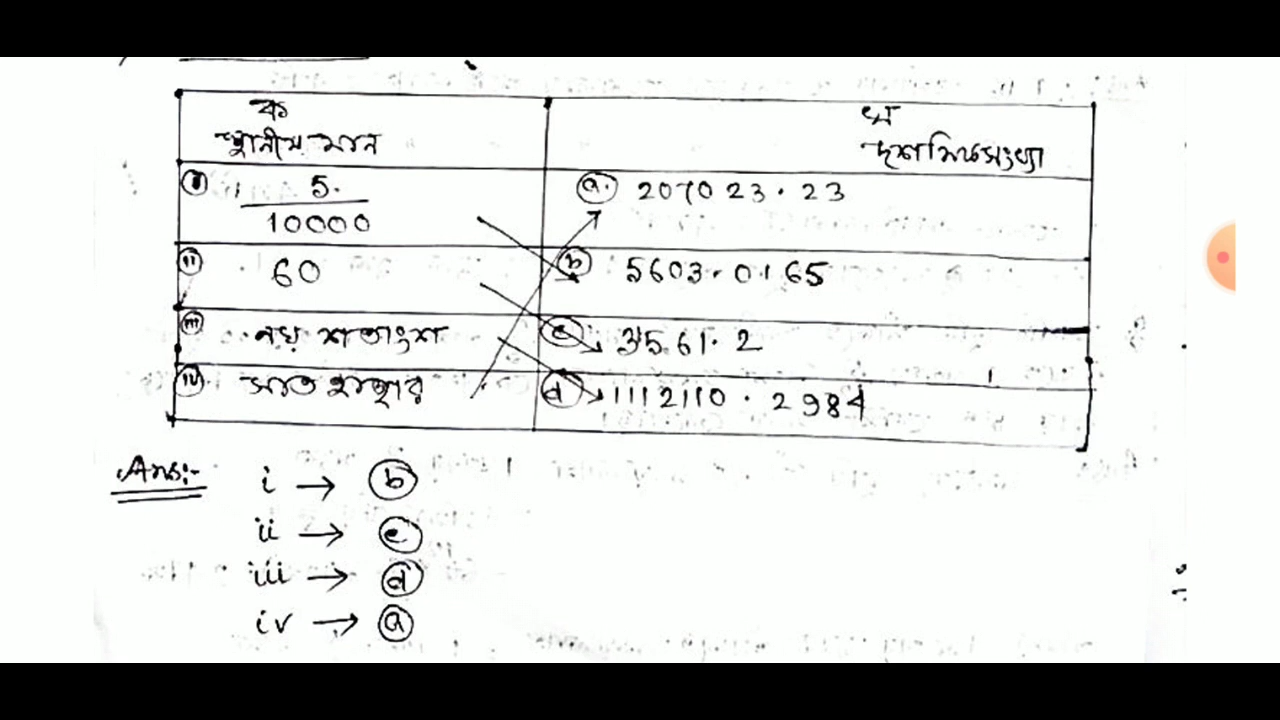 ক খ
স্থানীয় মান দশমিকসংখ্যা
i 5.
10000
a. 207023.23
ii 60
b 5603.0165
iii নয় শতাংশ c 3561.2
iv সাত হাজার d 1112110.2984
Ans:-
i → b
ii → c
iii → d
iv → a